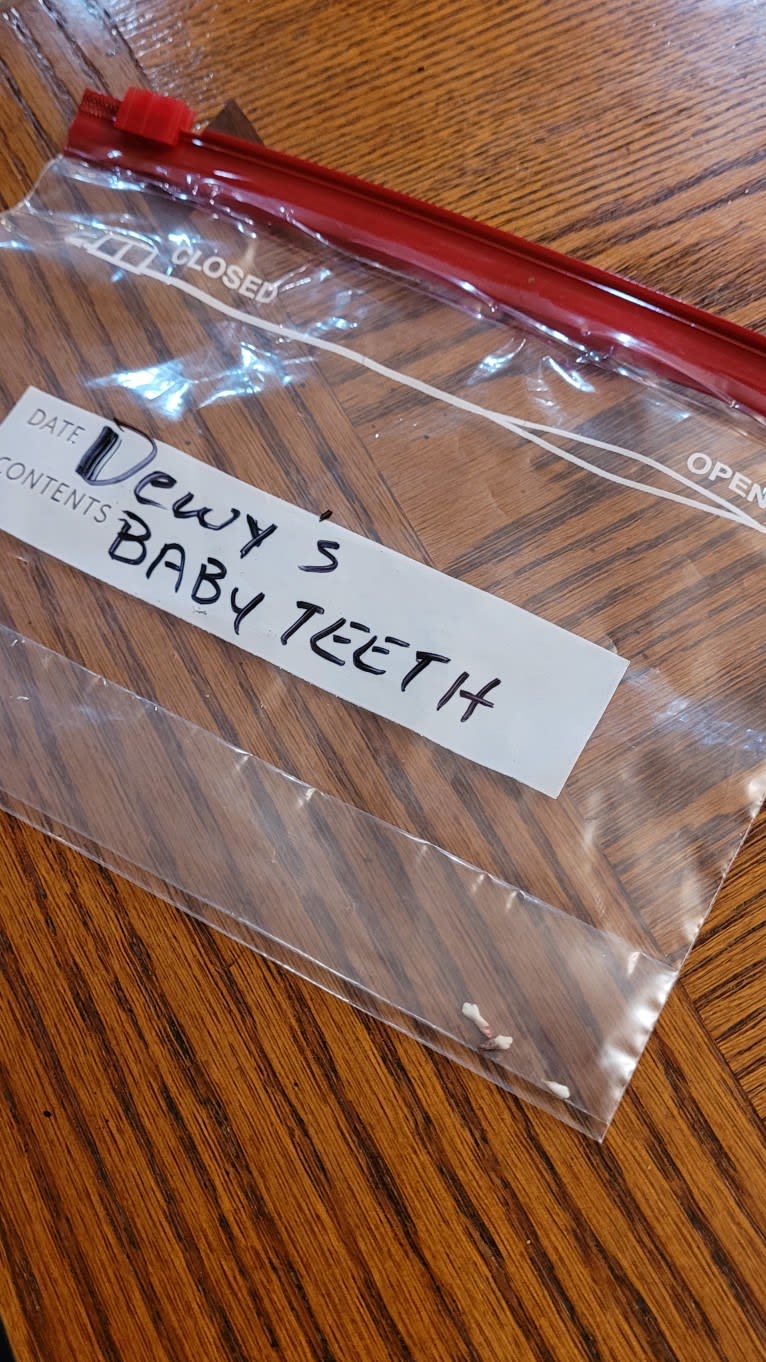 CLOSED
OPEN
DATE Dewy's
CONTENTS BABY TEETH